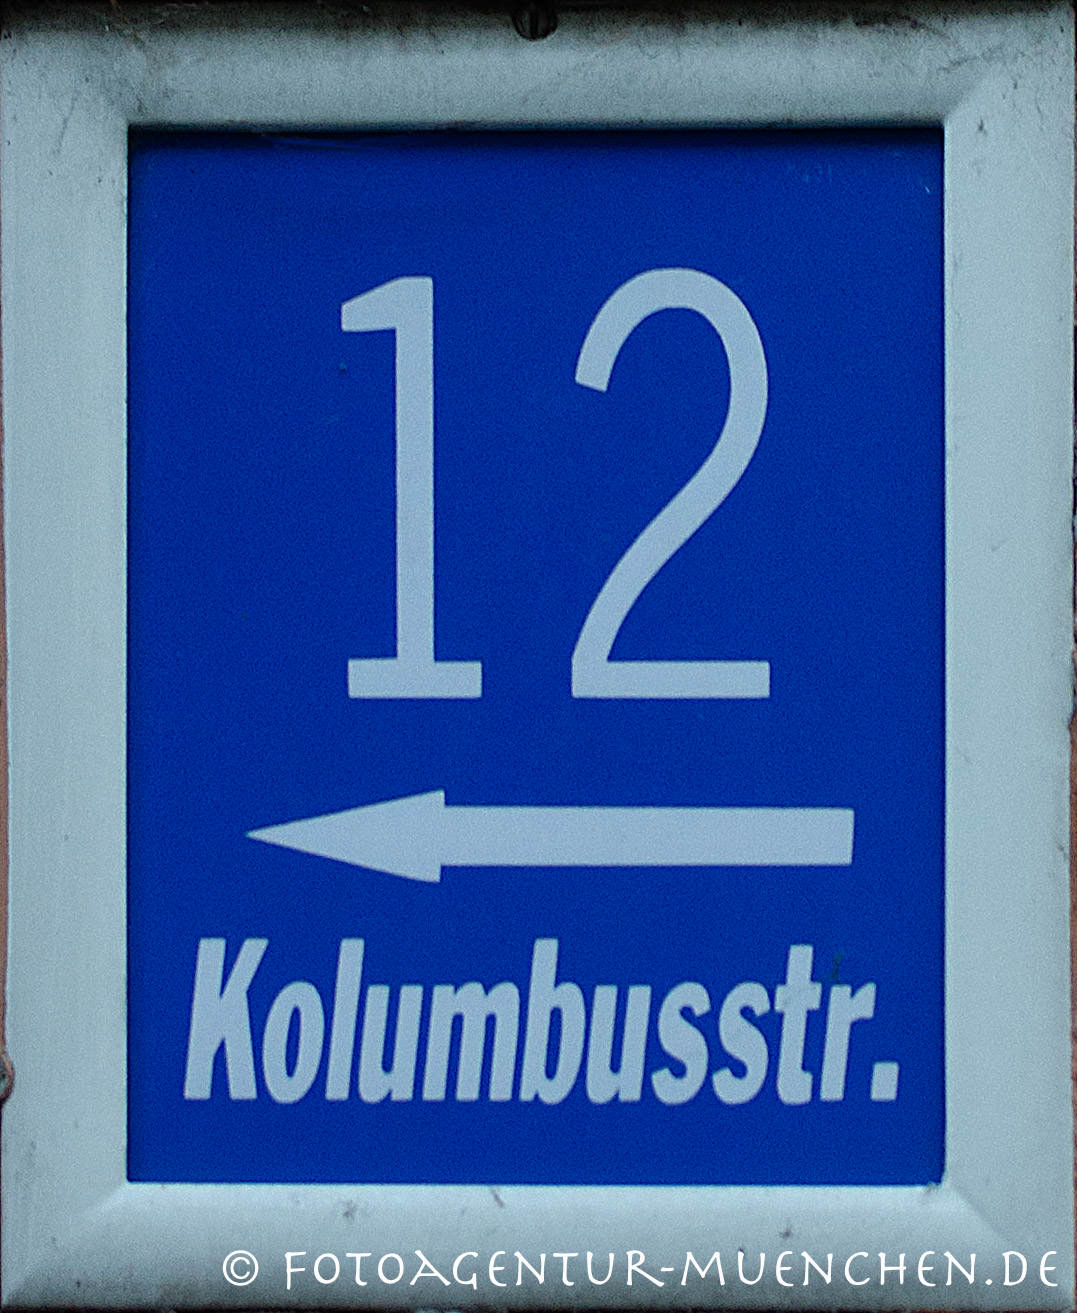 12
Kolumbusstr.
© FOTOAGENTUR-MUENCHEN.DE